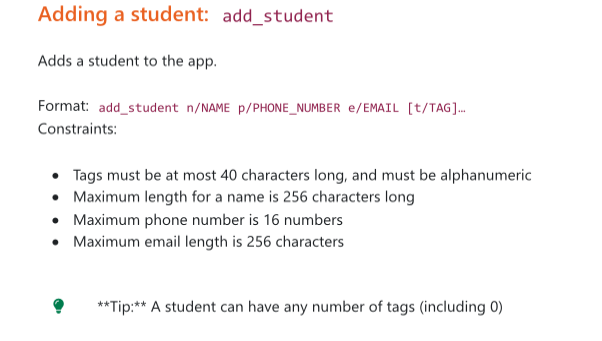 Adding a student: add_student
Adds a student to the app.
Format: add_student n/NAME p/PHONE_NUMBER e/EMAIL [t/TAG]…
Constraints:
• Tags must be at most 40 characters long, and must be alphanumeric
• Maximum length for a name is 256 characters long
• Maximum phone number is 16 numbers
• Maximum email length is 256 characters
**Tip:** A student can have any number of tags (including 0)